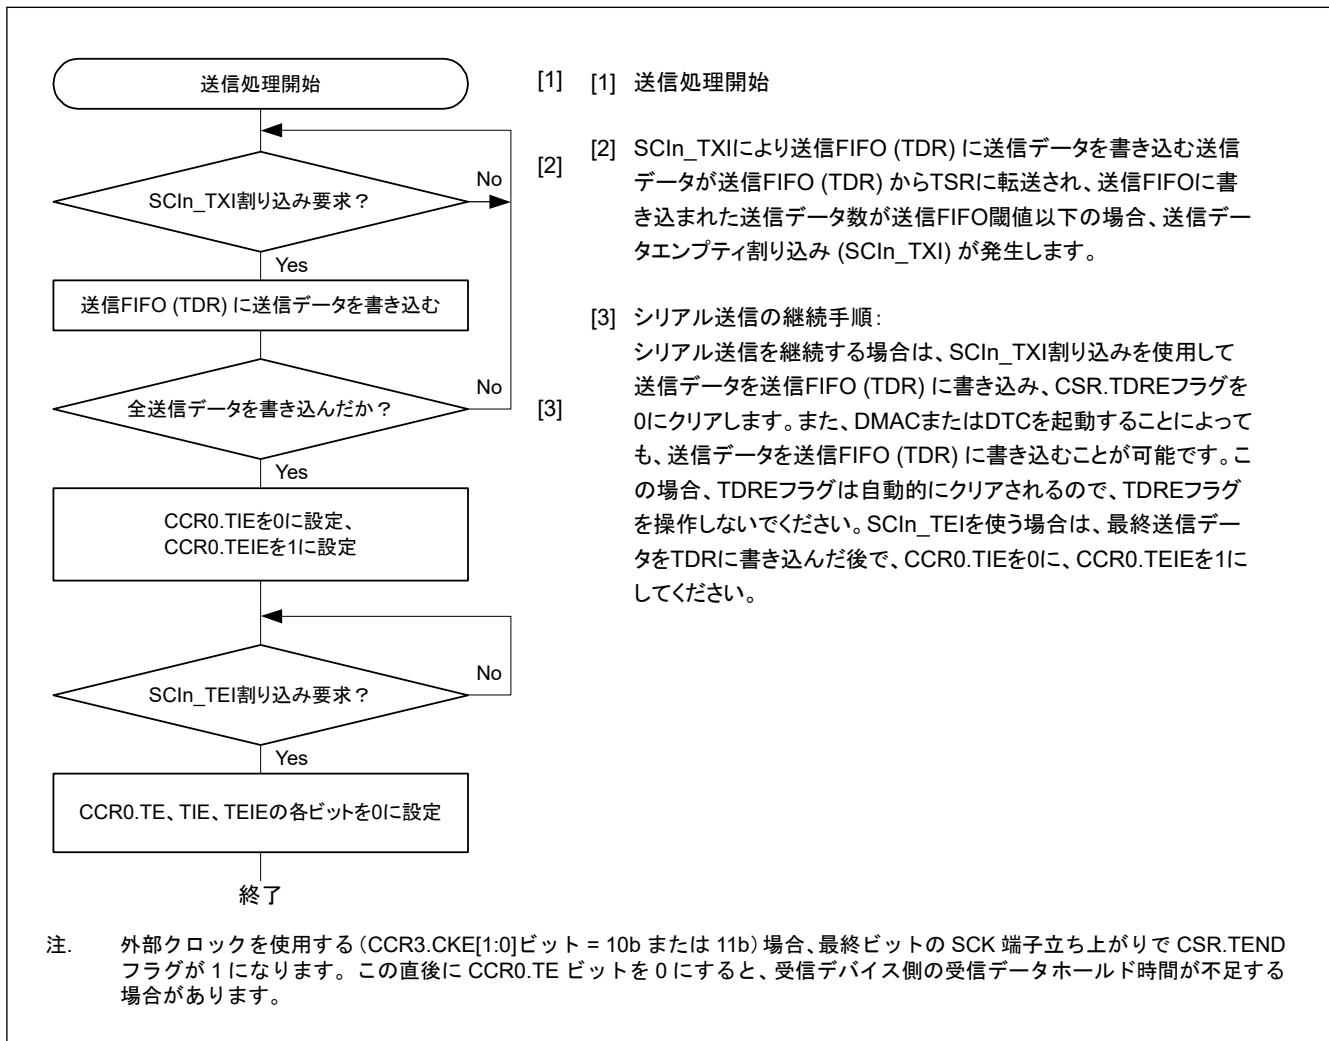 送信処理開始
[1]
SCIn_TXI割り込み要求？
No
[2]
Yes
送信FIFO (TDR) に送信データを書き込む
全送信データを書き込んだか？
No
[3]
Yes
CCR0.TIEを0に設定、
CCR0.TEIEを1に設定
SCIn_TEI割り込み要求？
No
Yes
CCR0.TE、TIE、TEIEの各ビットを0に設定
終了
[1] 送信処理開始
[2] SCIn_TXIにより送信FIFO (TDR) に送信データを書き込む送信
データが送信FIFO (TDR) からTSRに転送され、送信FIFOに書
き込まれた送信データ数が送信FIFO閾値以下の場合、送信デー
タエンプティ割り込み (SCIn_TXI) が発生します。
[3] シリアル送信の継続手順：
シリアル送信を継続する場合は、SCIn_TXI割り込みを使用して
送信データを送信FIFO (TDR) に書き込み、CSR.TDREフラグを
0にクリアします。また、DMACまたはDTCを起動することによって
も、送信データを送信FIFO (TDR) に書き込むことが可能です。こ
の場合、TDREフラグは自動的にクリアされるので、TDREフラグ
を操作しないでください。SCIn_TEIを使う場合は、最終送信デー
タをTDRに書き込んだ後で、CCR0.TIEを0に、CCR0.TEIEを1に
してください。
注. 外部クロックを使用する（CCR3.CKE[1:0]ビット = 10b または 11b）場合、最終ビットの SCK 端子立ち上がりで CSR.TEND
フラグが 1 になります。この直後に CCR0.TE ビットを 0 にすると、受信デバイス側の受信データホールド時間が不足する
場合があります。